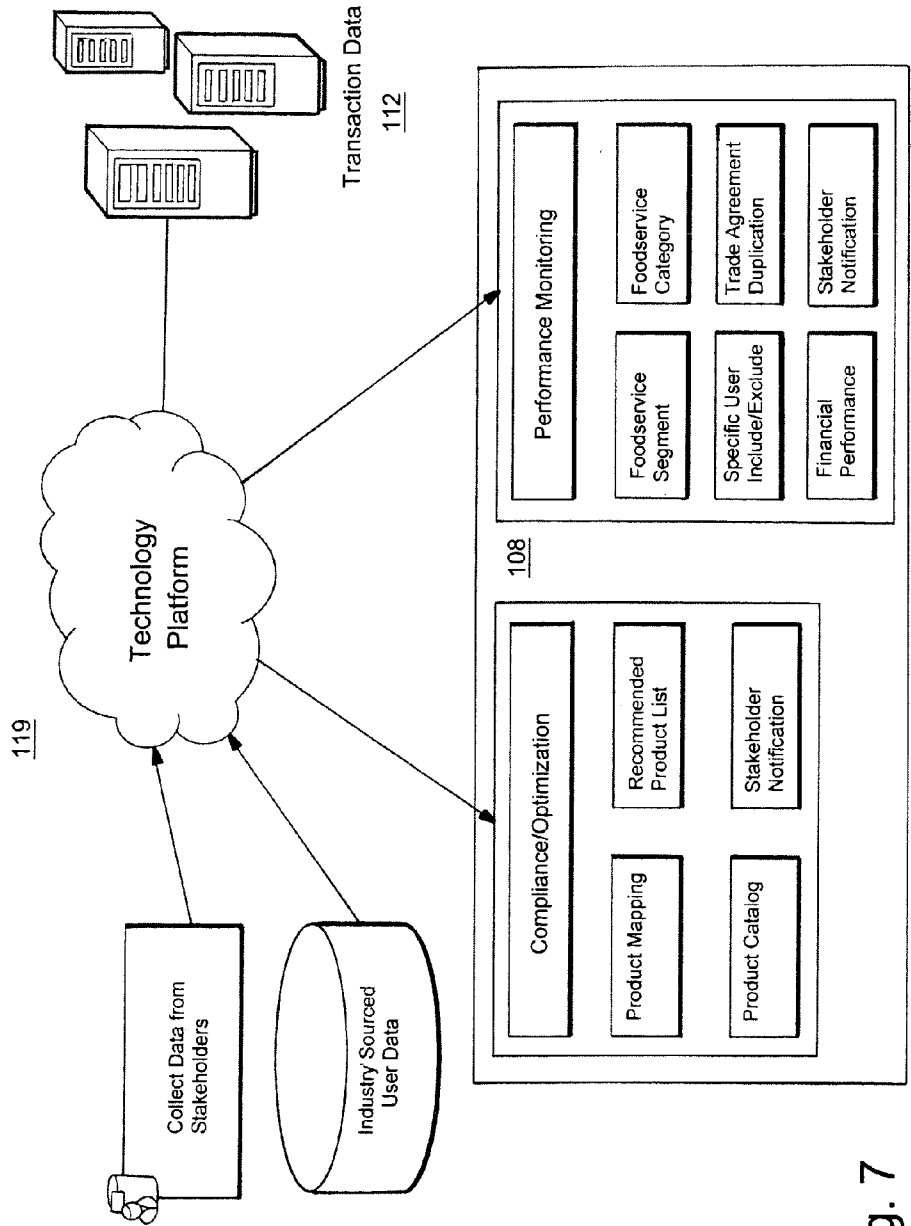 119
Technology
Platform
Transaction Data
112
Collect Data from
Stakeholders
Industry Sourced
User Data
108
Compliance/Optimization
Product Mapping
Recommended
Product List
Product Catalog
Stakeholder
Notification
Performance Monitoring
Foodservice
Segment
Foodservice
Category
Specific User
Include/Exclude
Trade Agreement
Duplication
Financial
Performance
Stakeholder
Notification
g. 7